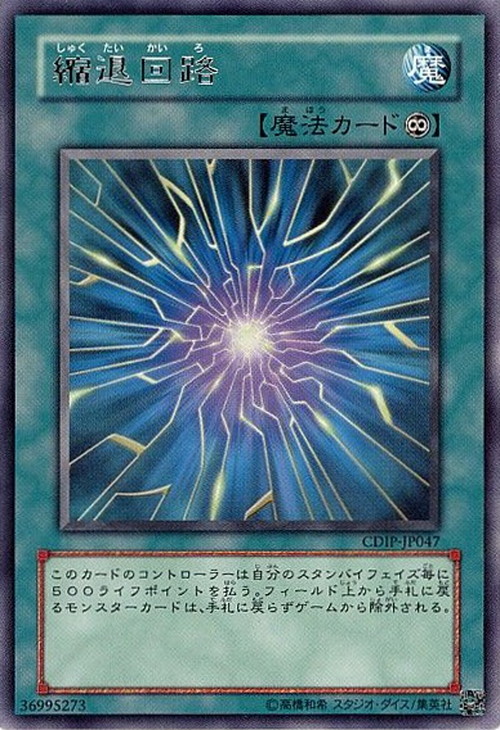 しゅくたいかいろ
縮退回路
魔
まほう
【魔法カード∞】
CDIP-JP047
このカードのコントローラーは自分のスタンバイフェイズ毎に
500ライフポイントを払う。フィールド上から手札に戻
るモンスターカードは、手札に戻らずゲームから除外される。
36995273
©高橋和希 スタジオ・ダイス/集英社